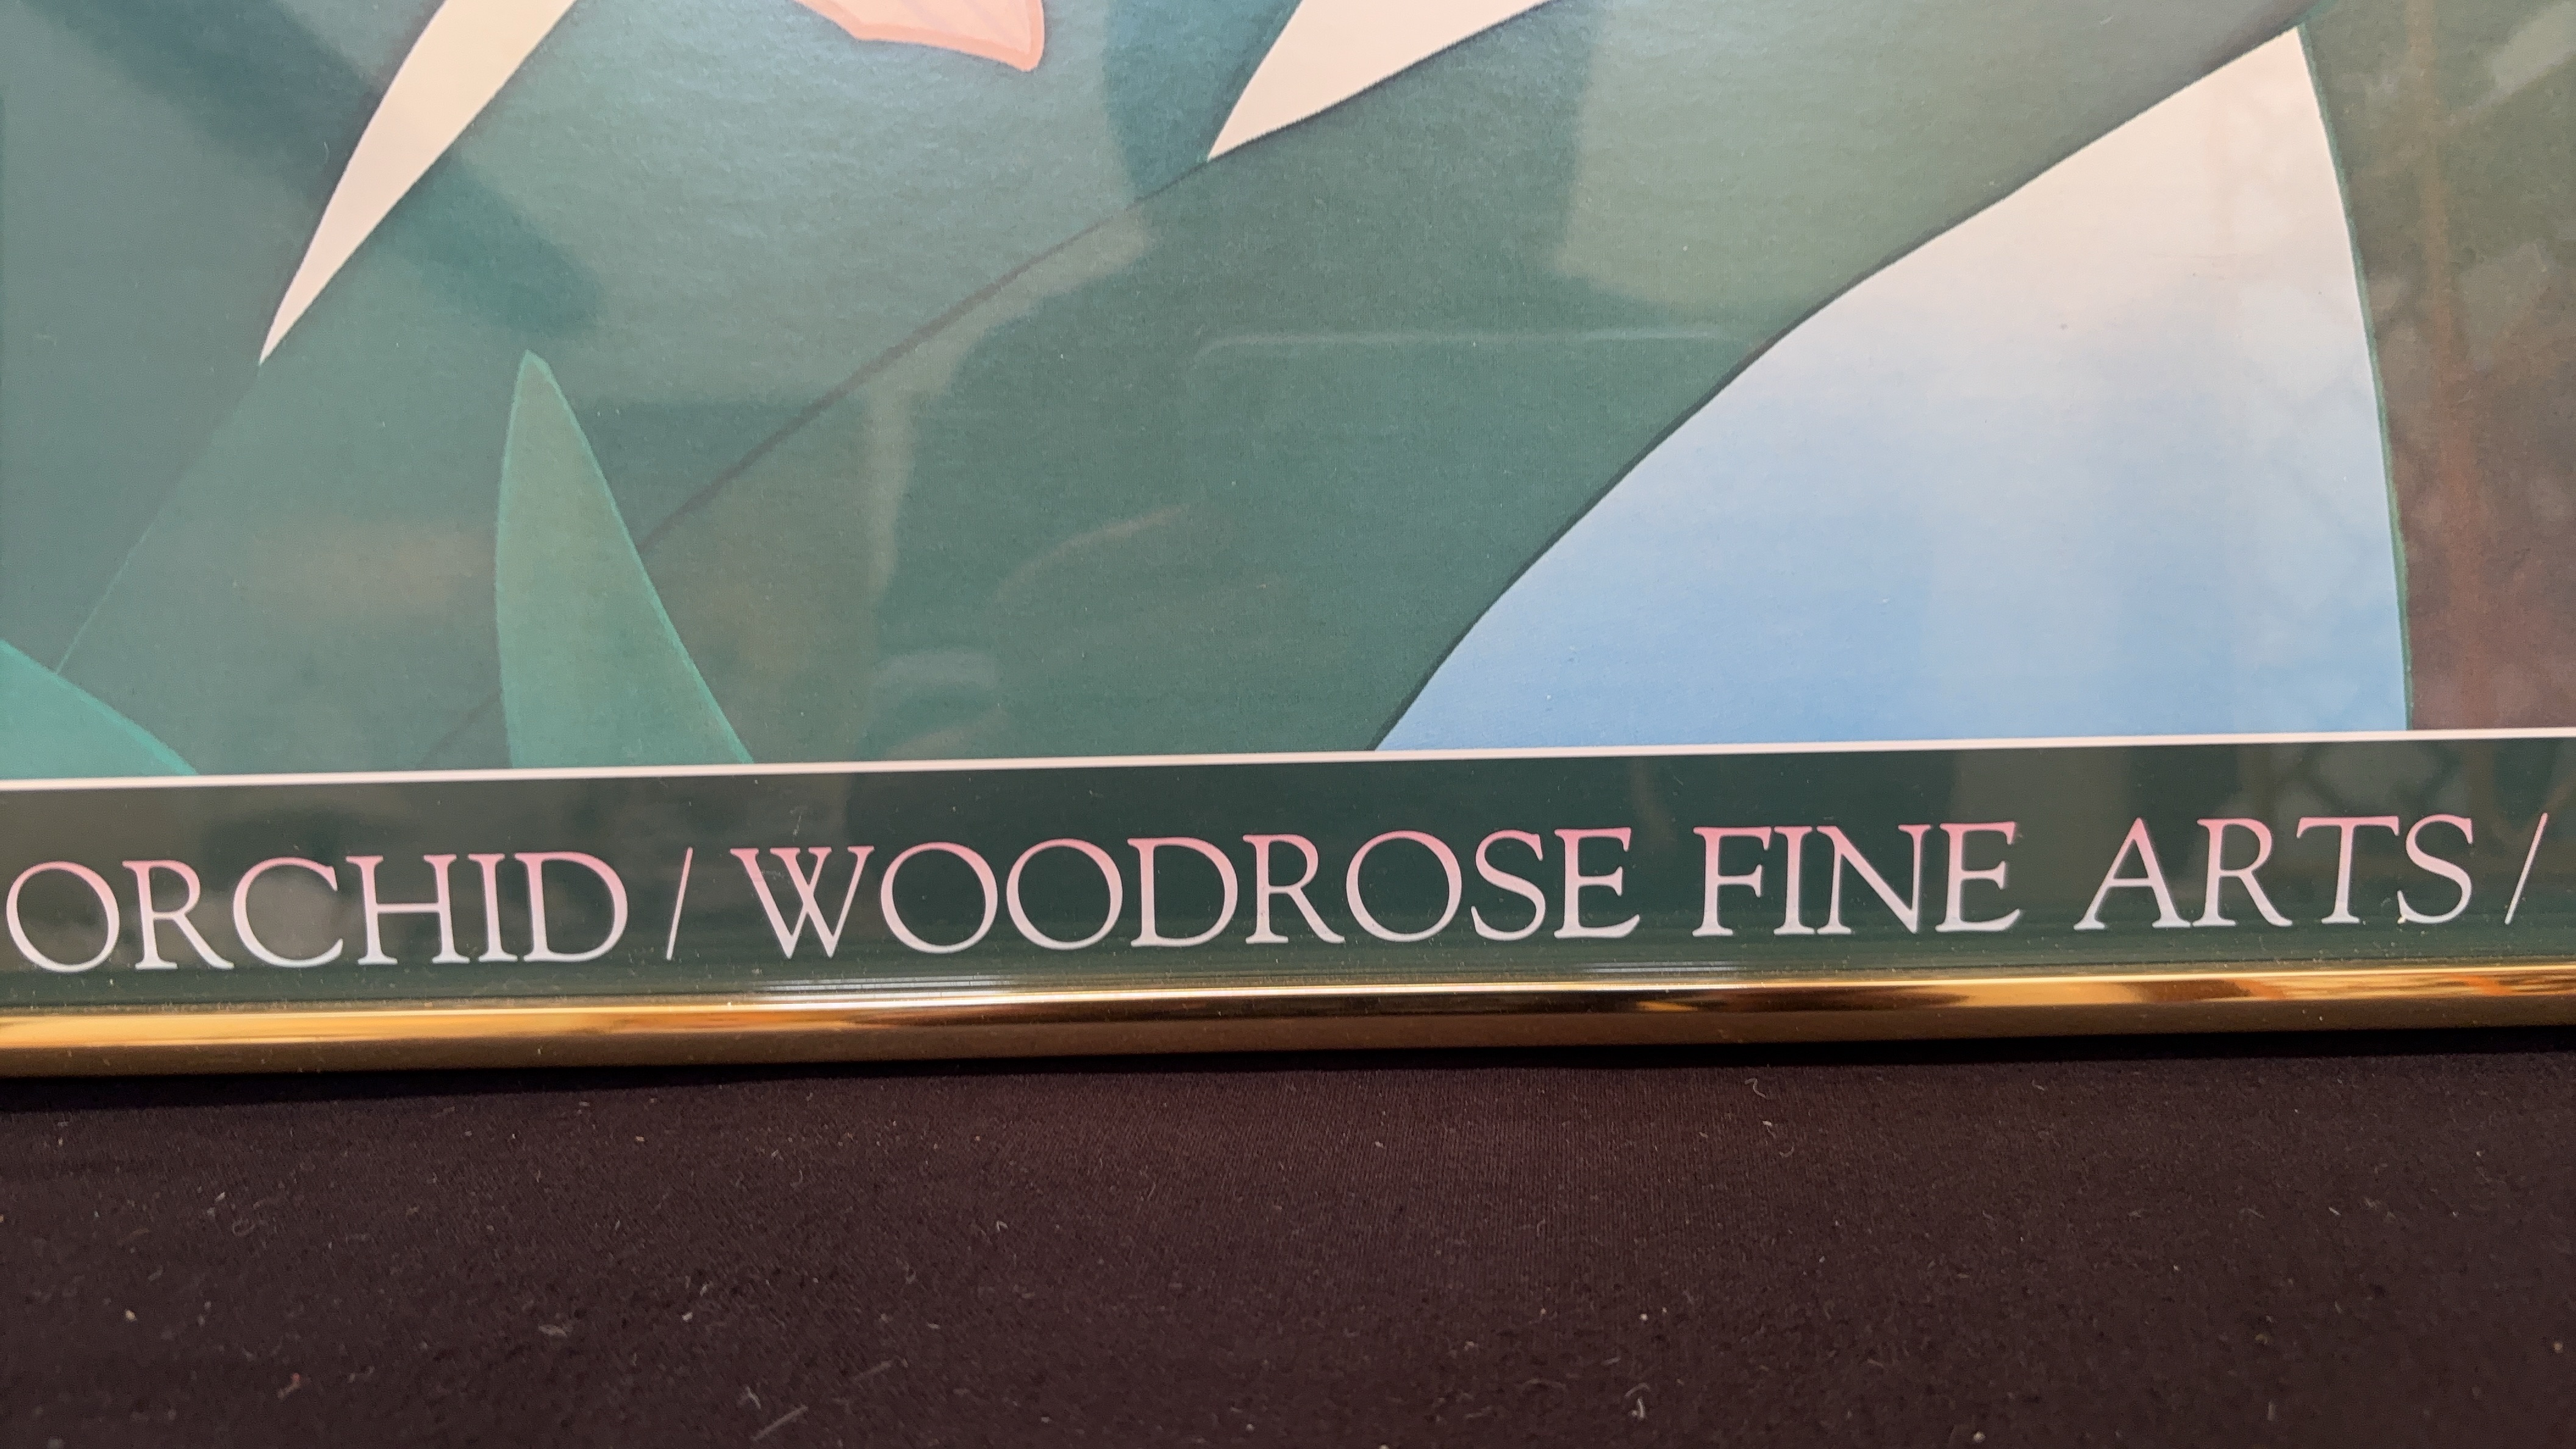 ORCHID / WOODROSE FINE ARTS /